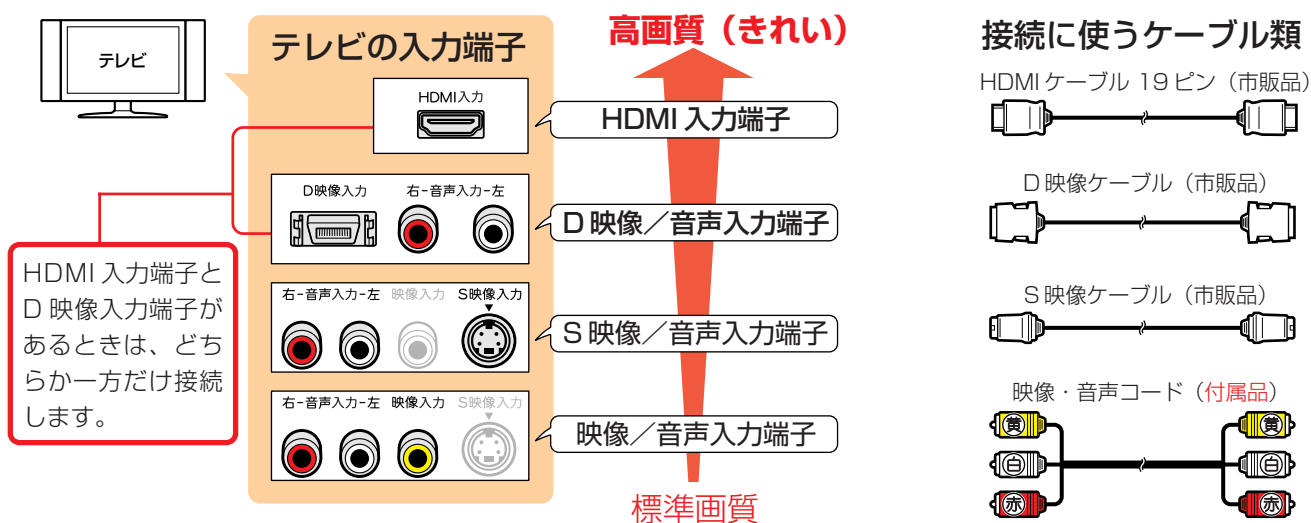 テレビ
テレビの入力端子
高画質（きれい）
HDMI入力
HDMI 入力端子
D映像入力 右-音声入力-左
D 映像／音声入力端子
右-音声入力-左 映像入力 S映像入力
S 映像／音声入力端子
右-音声入力-左 映像入力 S映像入力
映像／音声入力端子
標準画質
HDMI 入力端子と
D 映像入力端子が
あるときは、どち
らか一方だけ接続
します。
接続に使うケーブル類
HDMI ケーブル 19 ピン（市販品）
D 映像ケーブル（市販品）
S 映像ケーブル（市販品）
映像・音声コード（付属品）
黄 黄
白 白
赤 赤